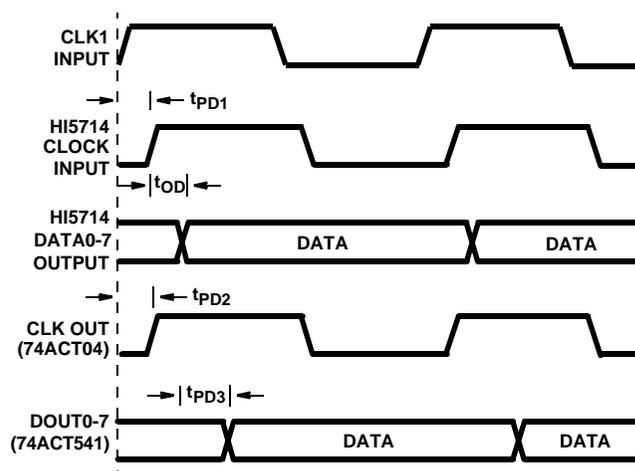 CLK1
INPUT
tPD1
HI5714
CLOCK
INPUT
tOD
HI5714
DATA0-7
OUTPUT
DATA
DATA
tPD2
CLK OUT
(74ACT04)
tPD3
DOUT0-7
(74ACT541)
DATA
DATA